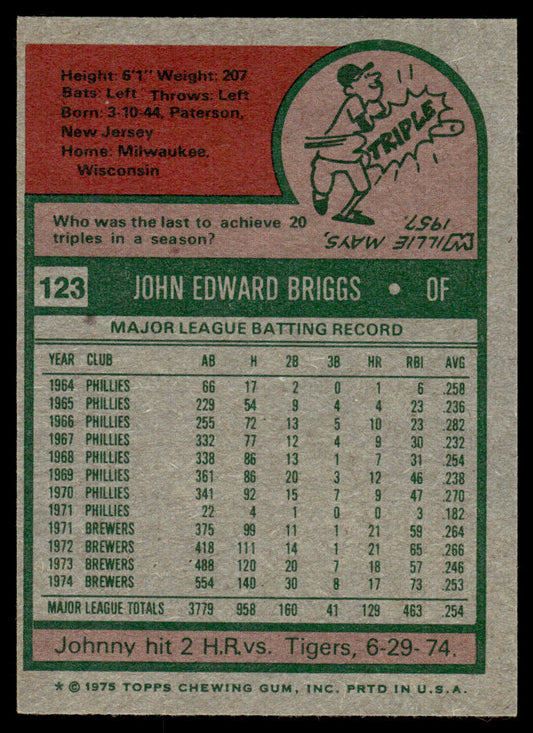 Height: 6'1" Weight: 207
Bats: Left Throws: Left
Born: 3-10-44, Paterson,
New Jersey
Home: Milwaukee,
Wisconsin
TRIPLE
Who was the last to achieve 20
triples in a season?
WILLIE MAYS,
1957.
123 JOHN EDWARD BRIGGS • OF
MAJOR LEAGUE BATTING RECORD
YEAR CLUB AB H 2B 3B HR RBI AVG
1964 PHILLIES 66 17 2 0 1 6 .258
1965 PHILLIES 229 54 9 4 4 23 .236
1966 PHILLIES 255 72 13 5 10 23 .282
1967 PHILLIES 332 77 12 4 9 30 .232
1968 PHILLIES 338 86 13 1 7 31 .254
1969 PHILLIES 361 86 20 3 12 46 .238
1970 PHILLIES 341 92 15 7 9 47 .270
1971 PHILLIES 22 4 1 0 0 3 .182
1971 BREWERS 375 99 11 1 21 59 .264
1972 BREWERS 418 111 14 1 21 65 .266
1973 BREWERS 488 120 20 7 18 57 .246
1974 BREWERS 554 140 30 8 17 73 .253
MAJOR LEAGUE TOTALS 3779 958 160 41 129 463 .254
Johnny hit 2 H.R. vs. Tigers, 6-29-74.
* © 1975 TOPPS CHEWING GUM, INC. PRTD IN U.S.A.